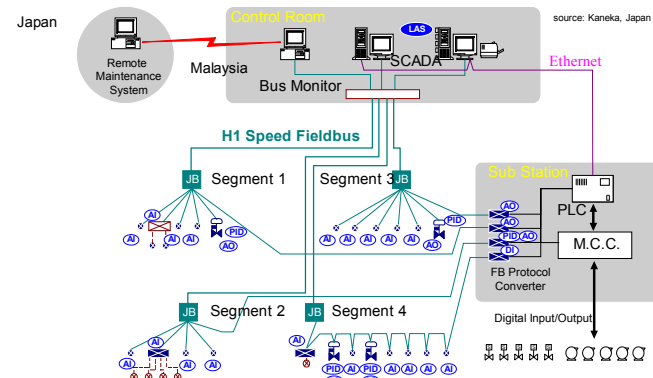 Japan
Control Room
source: Kaneka, Japan
LAS
Remote
Maintenance
System
Malaysia
SCADA
Bus Monitor
Ethernet
H1 Speed Fieldbus
JB
Segment 1
Segment 3
JB
Sub Station
AI
AI
AI
AI
PID
AO
AI
AI
AI
AI
PID
AO
AO
AO
PID
AO
DI
PLC
M.C.C.
FB Protocol
Converter
JB
Segment 2
JB
Segment 4
Digital Input/Output
AI
AI
AI
AI
AI
PID
AI
PID
AI
AI
AI
AI